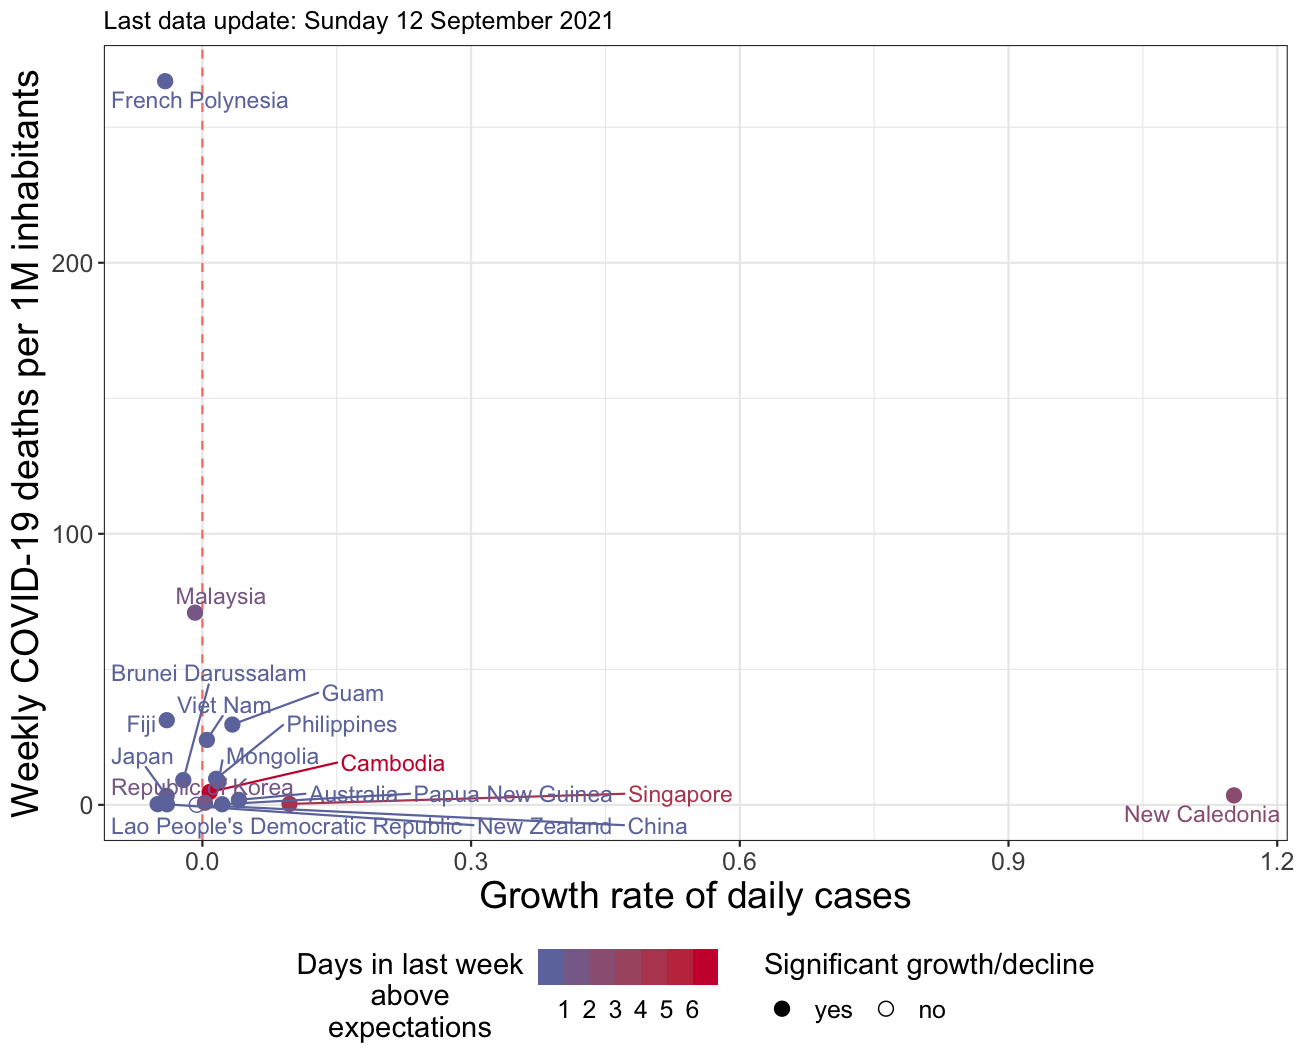 Last data update: Sunday 12 September 2021
Weekly COVID-19 deaths per 1M inhabitants
200
100
0
French Polynesia
Malaysia
Brunei Darussalam
Guam
Viet Nam
Fiji
Philippines
Japan
Mongolia
Cambodia
Republic of Korea
Australia
Papua New Guinea
Singapore
New Caledonia
Lao People's Democratic Republic
New Zealand
China
0.0 0.3 0.6 0.9 1.2
Growth rate of daily cases
Days in last week
above
expectations
1 2 3 4 5 6
Significant growth/decline
yes no